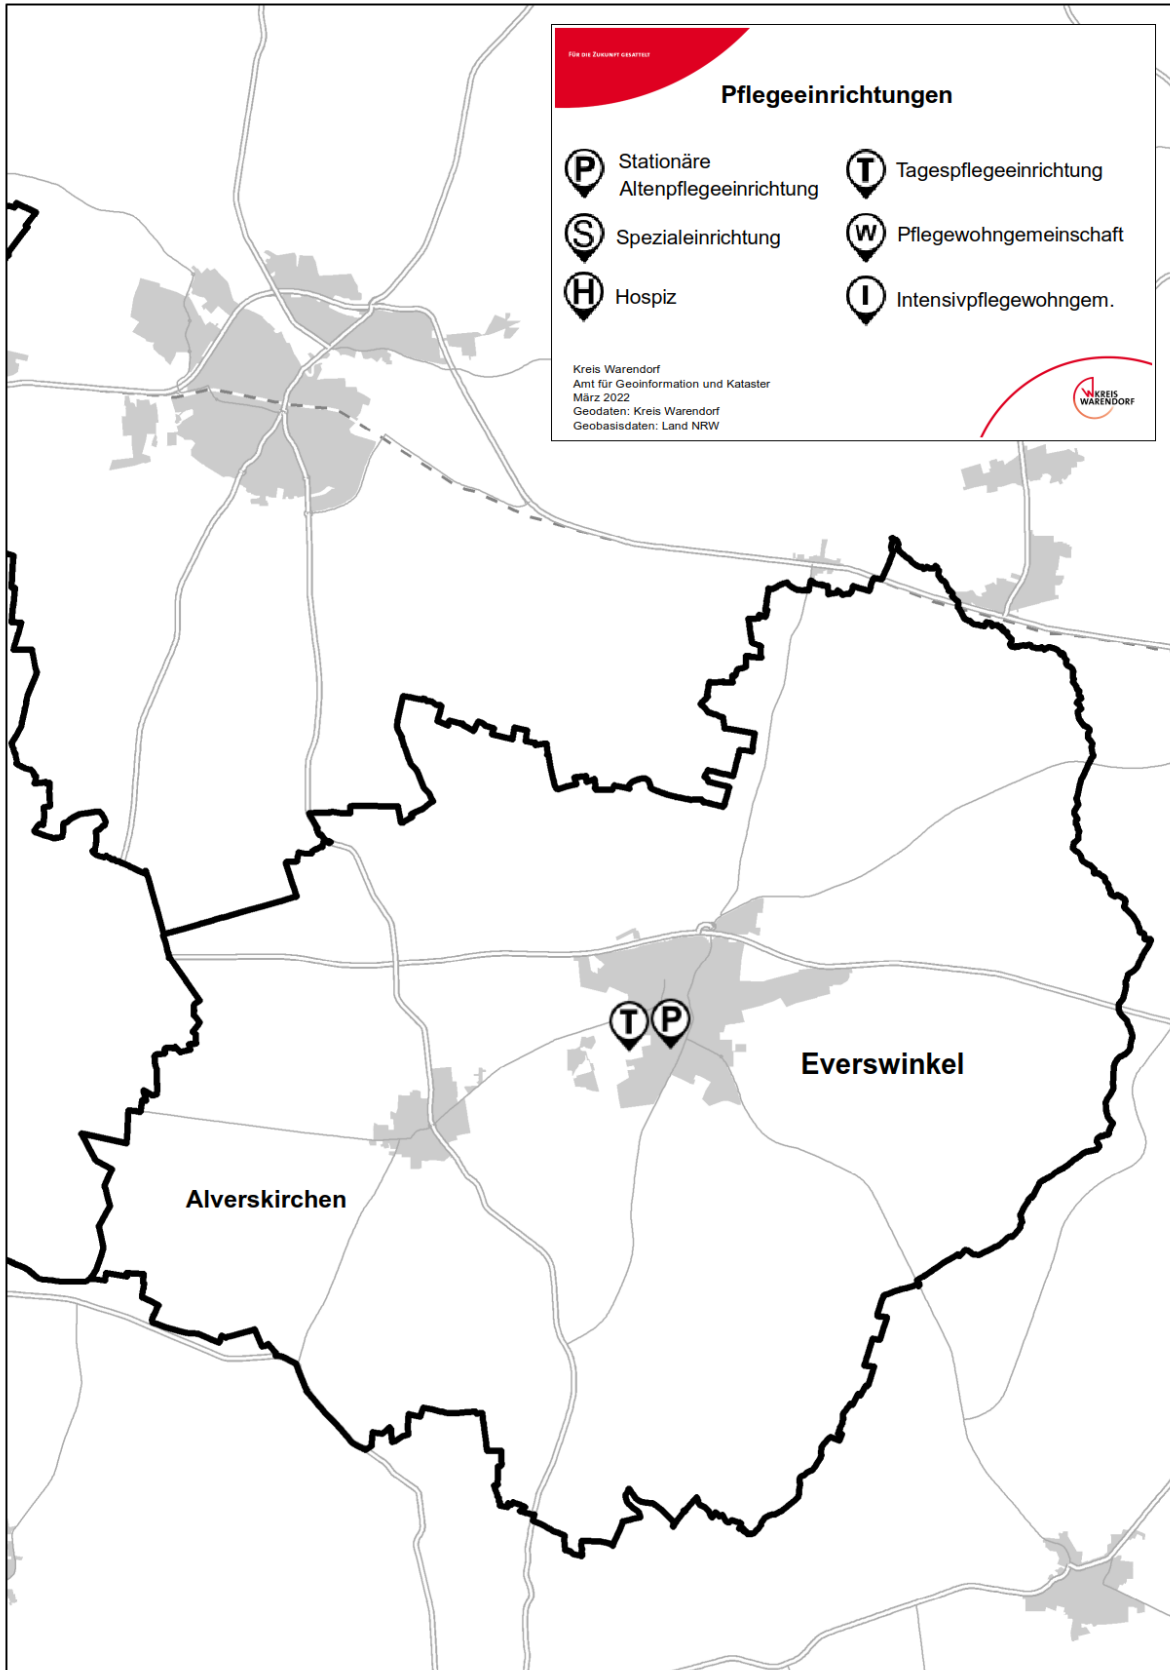 FÜR DIE ZUKUNFT GESATTELT
Pflegeeinrichtungen
P Stationäre
Altenpflegeeinrichtung
T Tagespflegeeinrichtung
S Spezialeinrichtung
W Pflegewohngemeinschaft
H Hospiz
I Intensivpflegewohngem.
Kreis Warendorf
Amt für Geoinformation und Kataster
März 2022
Geodaten: Kreis Warendorf
Geobasisdaten: Land NRW
KREIS
WARENDORF
T P
Everswinkel
Alverskirchen